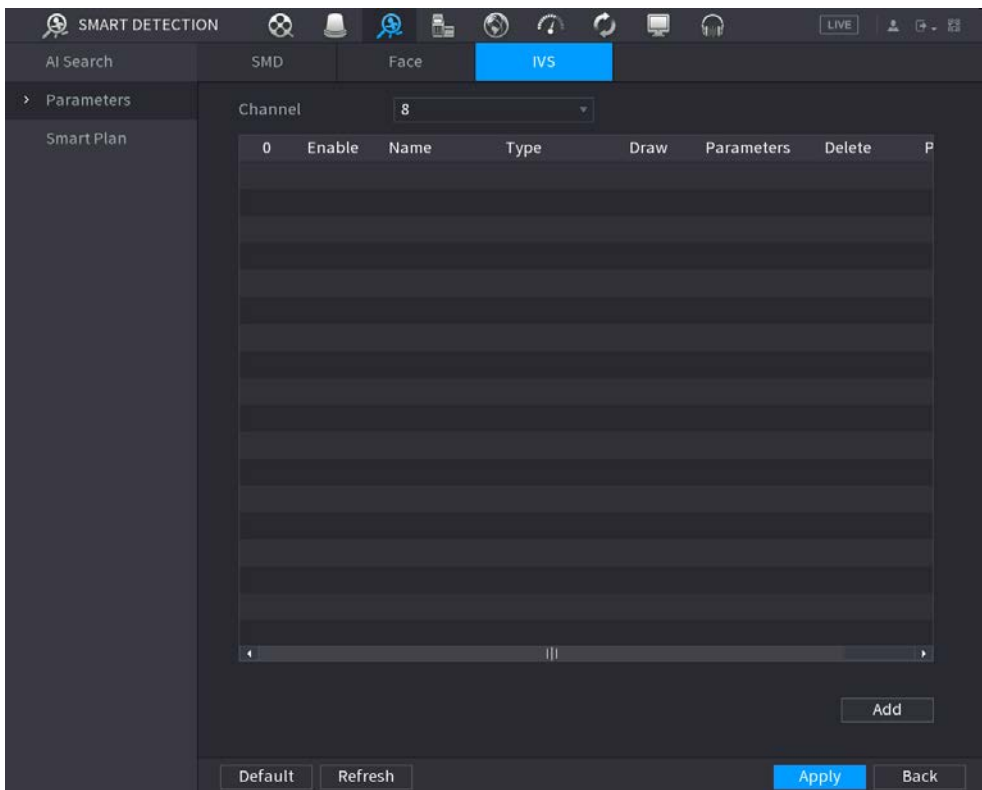 SMART DETECTION LIVE
AI Search SMD Face IVS
Parameters
Channel 8
Smart Plan
0 Enable Name Type Draw Parameters Delete P
Add
Default Refresh Apply Back